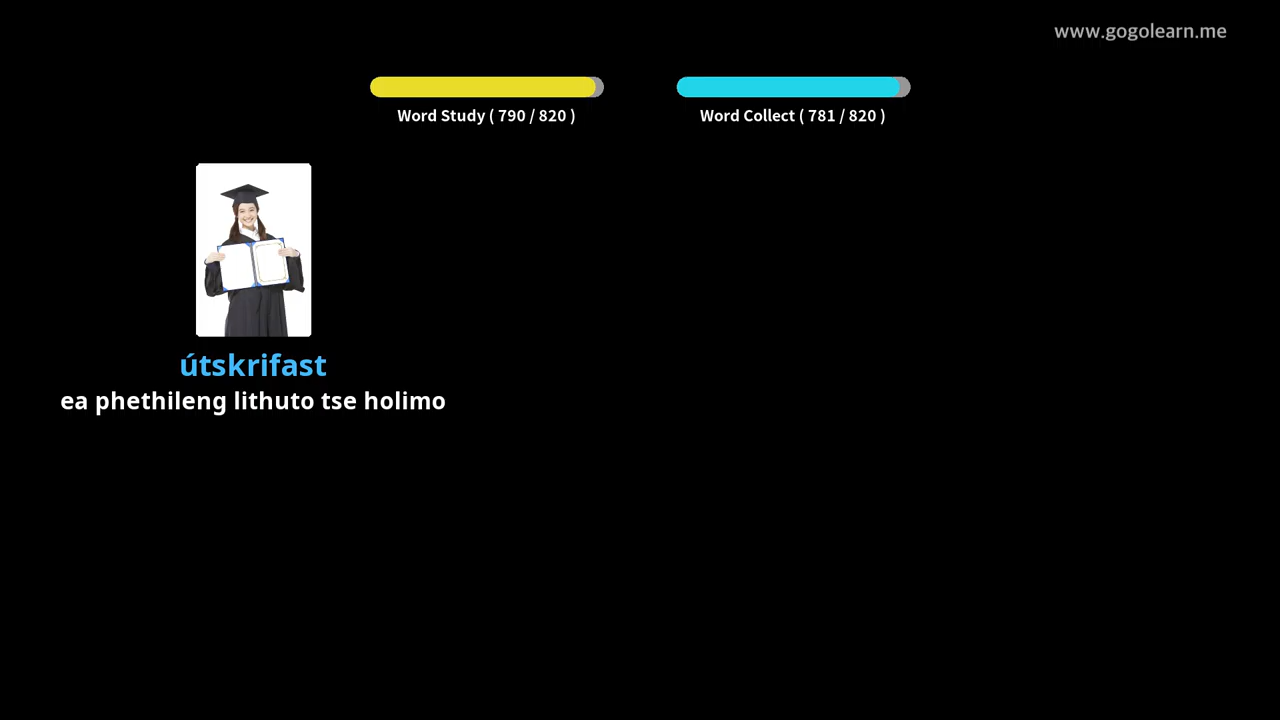 www.gogolearn.me
Word Study ( 790 / 820 )
Word Collect ( 781 / 820 )
útskrifast
ea phethileng lithuto tse holimo